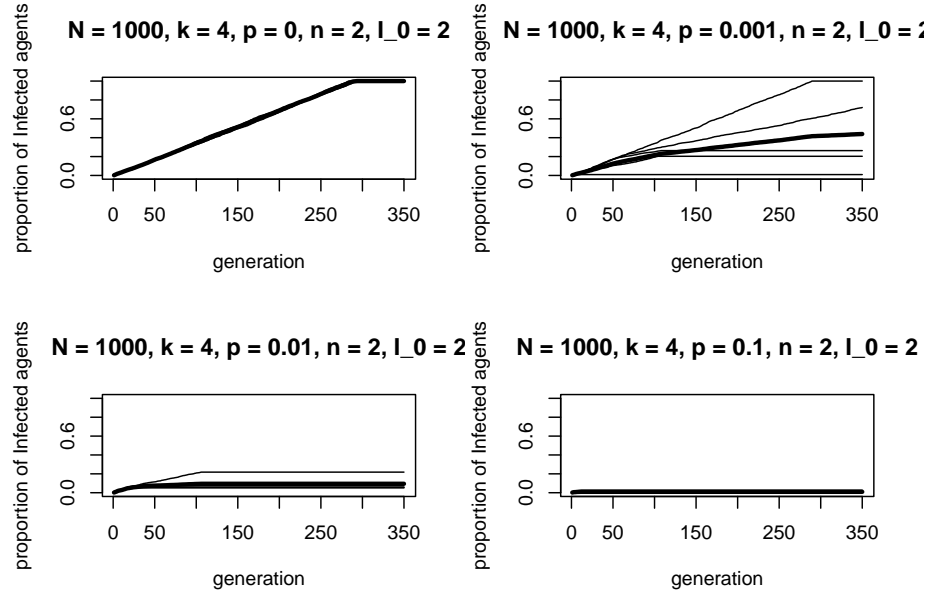 N = 1000, k = 4, p = 0, n = 2, I_0 = 2
proportion of Infected agents
0.0 0.6
0 50 150 250 350
generation
N = 1000, k = 4, p = 0.001, n = 2, I_0 = 2
proportion of Infected agents
0.0 0.6
0 50 150 250 350
generation
N = 1000, k = 4, p = 0.01, n = 2, I_0 = 2
proportion of Infected agents
0.0 0.6
0 50 150 250 350
generation
N = 1000, k = 4, p = 0.1, n = 2, I_0 = 2
proportion of Infected agents
0.0 0.6
0 50 150 250 350
generation